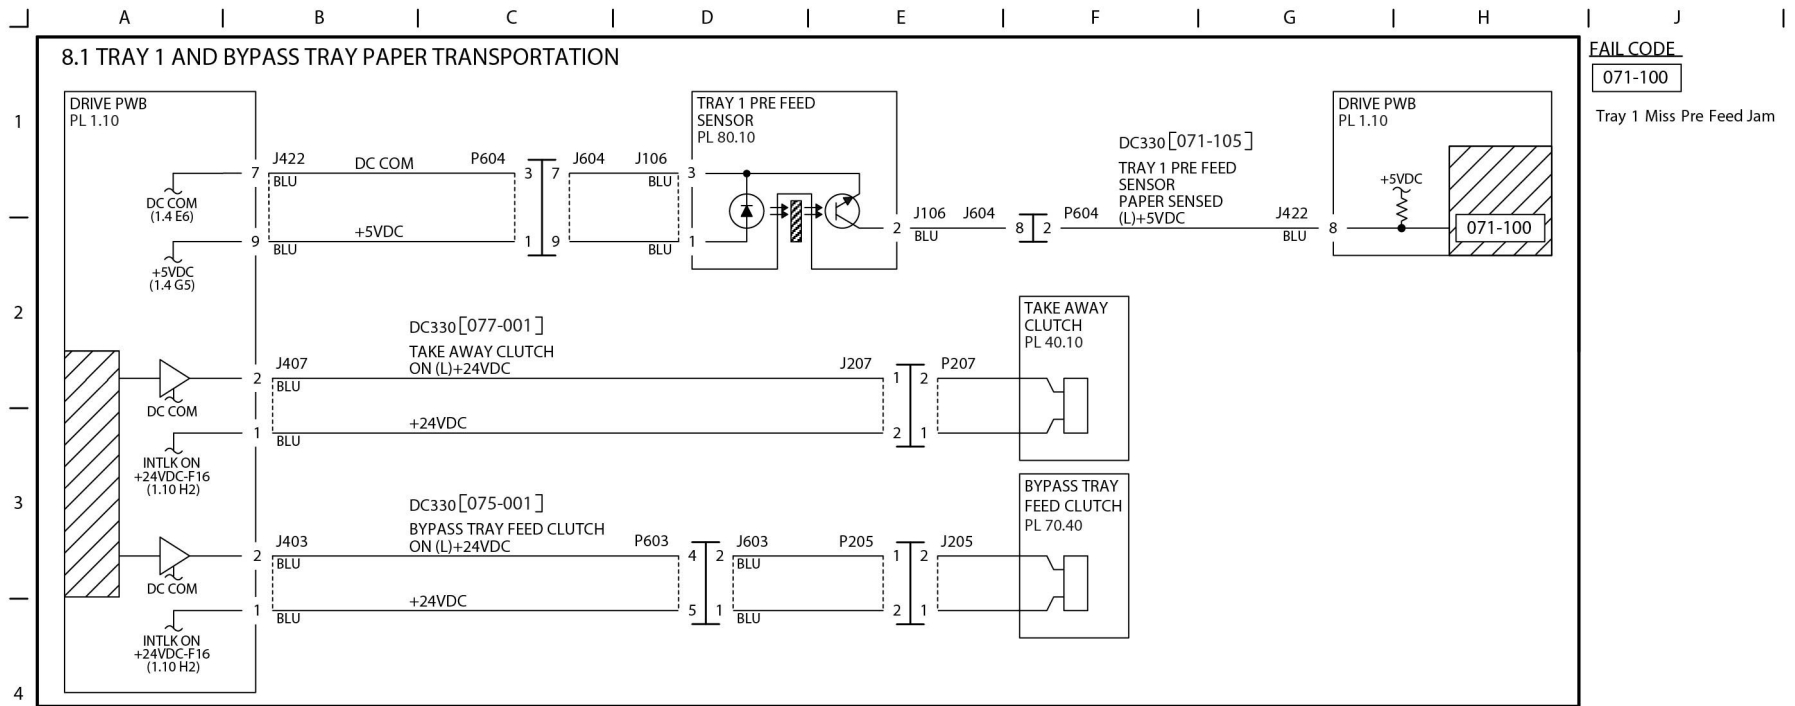 A B C D E F G H J
8.1 TRAY 1 AND BYPASS TRAY PAPER TRANSPORTATION
FAIL CODE
071-100
Tray 1 Miss Pre Feed Jam
1
2
3
4
DRIVE PWB
PL 1.10
DC COM
(1.4 E6)
+5VDC
(1.4 G5)
7
J422
BLU
DC COM
P604
3 7
J604
J106
BLU
3
9
BLU
+5VDC
1 9
BLU
1
TRAY 1 PRE FEED
SENSOR
PL 80.10
2
J106
BLU
J604
8 2
P604
DC330 [071-105]
TRAY 1 PRE FEED
SENSOR
PAPER SENSED
(L)+5VDC
J422
BLU
8
DRIVE PWB
PL 1.10
+5VDC
071-100
DC COM
INTLK ON
+24VDC-F16
(1.10 H2)
2
J407
BLU
DC330 [077-001]
TAKE AWAY CLUTCH
ON (L)+24VDC
J207
1 2
P207
1
BLU
+24VDC
2 1
TAKE AWAY
CLUTCH
PL 40.10
DC COM
INTLK ON
+24VDC-F16
(1.10 H2)
2
J403
BLU
DC330 [075-001]
BYPASS TRAY FEED CLUTCH
ON (L)+24VDC
P603
4 2
J603
BLU
P205
1 2
J205
1
BLU
+24VDC
5 1
BLU
2 1
BYPASS TRAY
FEED CLUTCH
PL 70.40